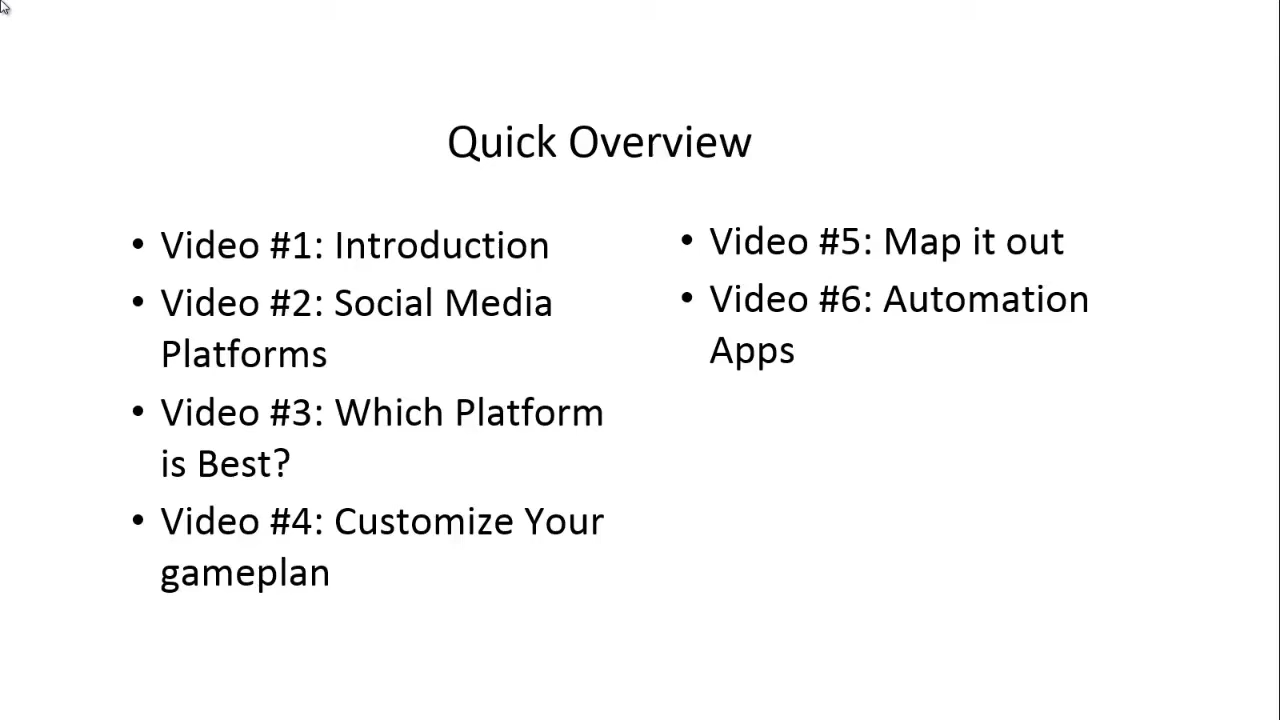 Quick Overview
• Video #1: Introduction
• Video #2: Social Media
Platforms
• Video #3: Which Platform
is Best?
• Video #4: Customize Your
gameplan
• Video #5: Map it out
• Video #6: Automation
Apps